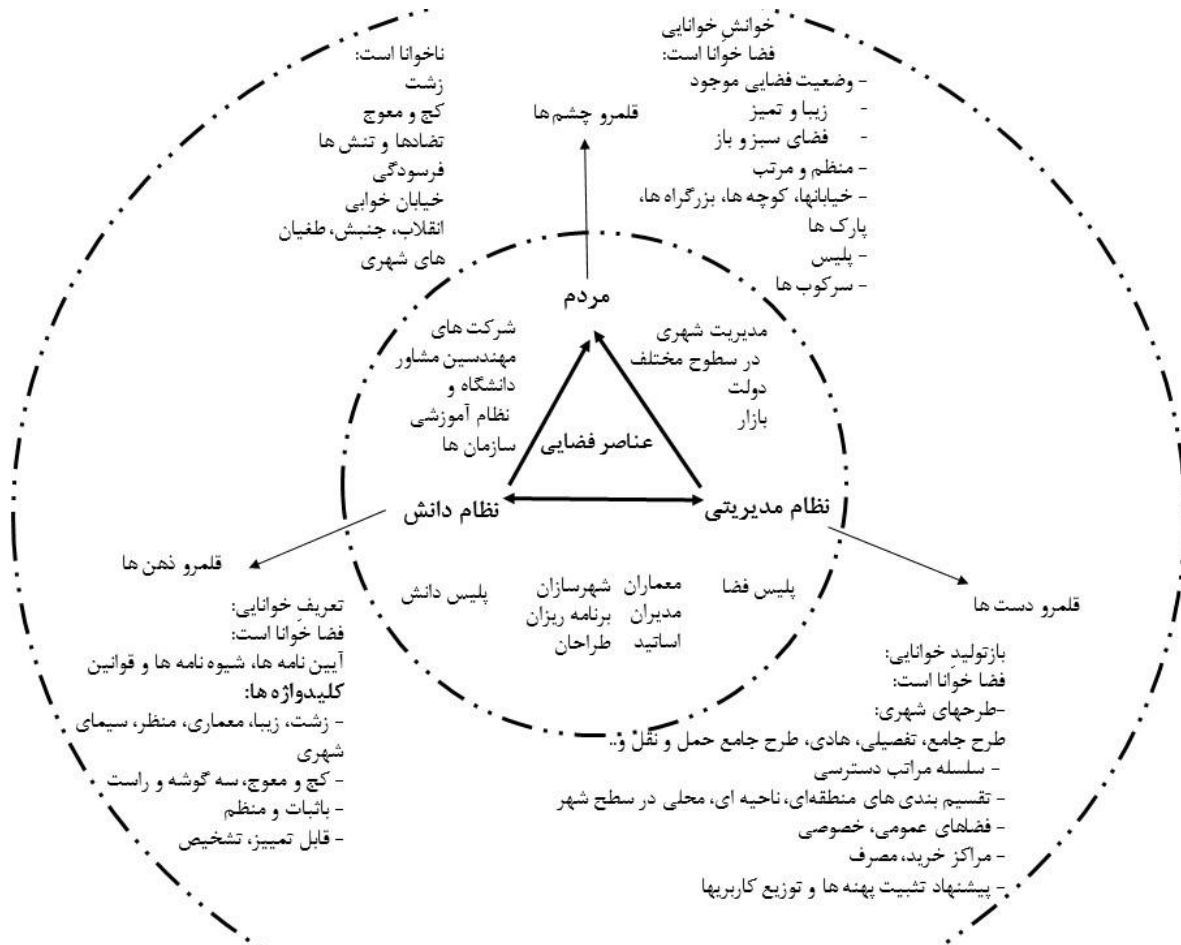 خوانشِ خوانایی
فضا خوانا است:
- وضعیت فضایی موجود
- زیبا و تمیز
- فضای سبز و باز
- منظم و مرتب
- خیابانها، کوچه ها، بزرگراه ها،
پارک ها
- پلیس
- سرکوب ها
ناخوانا است:
زشت
کج و معوج
تضادها و تنش ها
فرسودگی
خیابان خوابی
انقلاب، جنبش، طغیان
های شهری
قلمرو چشم ها
مردم
مدیریت شهری
در سطوح مختلف
دولت
بازار
شرکت های
مهندسین مشاور
دانشگاه و
نظام آموزشی
سازمان ها
عناصر فضایی
نظام مدیریتی
نظام دانش
پلیس فضا
معماران شهرسازان
مدیران برنامه ریزان
اساتید طراحان
پلیس دانش
قلمرو دست ها
بازتولیدِ خوانایی:
فضا خوانا است:
-طرحهای شهری:
طرح جامع، تفصیلی، هادی، طرح جامع حمل و نقل و..
- سلسله مراتب دسترسی
- تقسیم بندی های منطقه‌ای، ناحیه ای، محلی در سطح شهر
- فضاهای عمومی، خصوصی
- مراکز خرید، مصرف
- پیشنهاد تثبیت پهنه ها و توزیع کاربریها
قلمرو ذهن ها
تعریفِ خوانایی:
فضا خوانا است:
آیین نامه ها، شیوه نامه ها و قوانین
کلیدواژه ها:
- زشت، زیبا، معماری، منظر، سیمای
شهری
- کج و معوج، سه گوشه و راست
- باثبات و منظم
- قابل تمییز، تشخیص